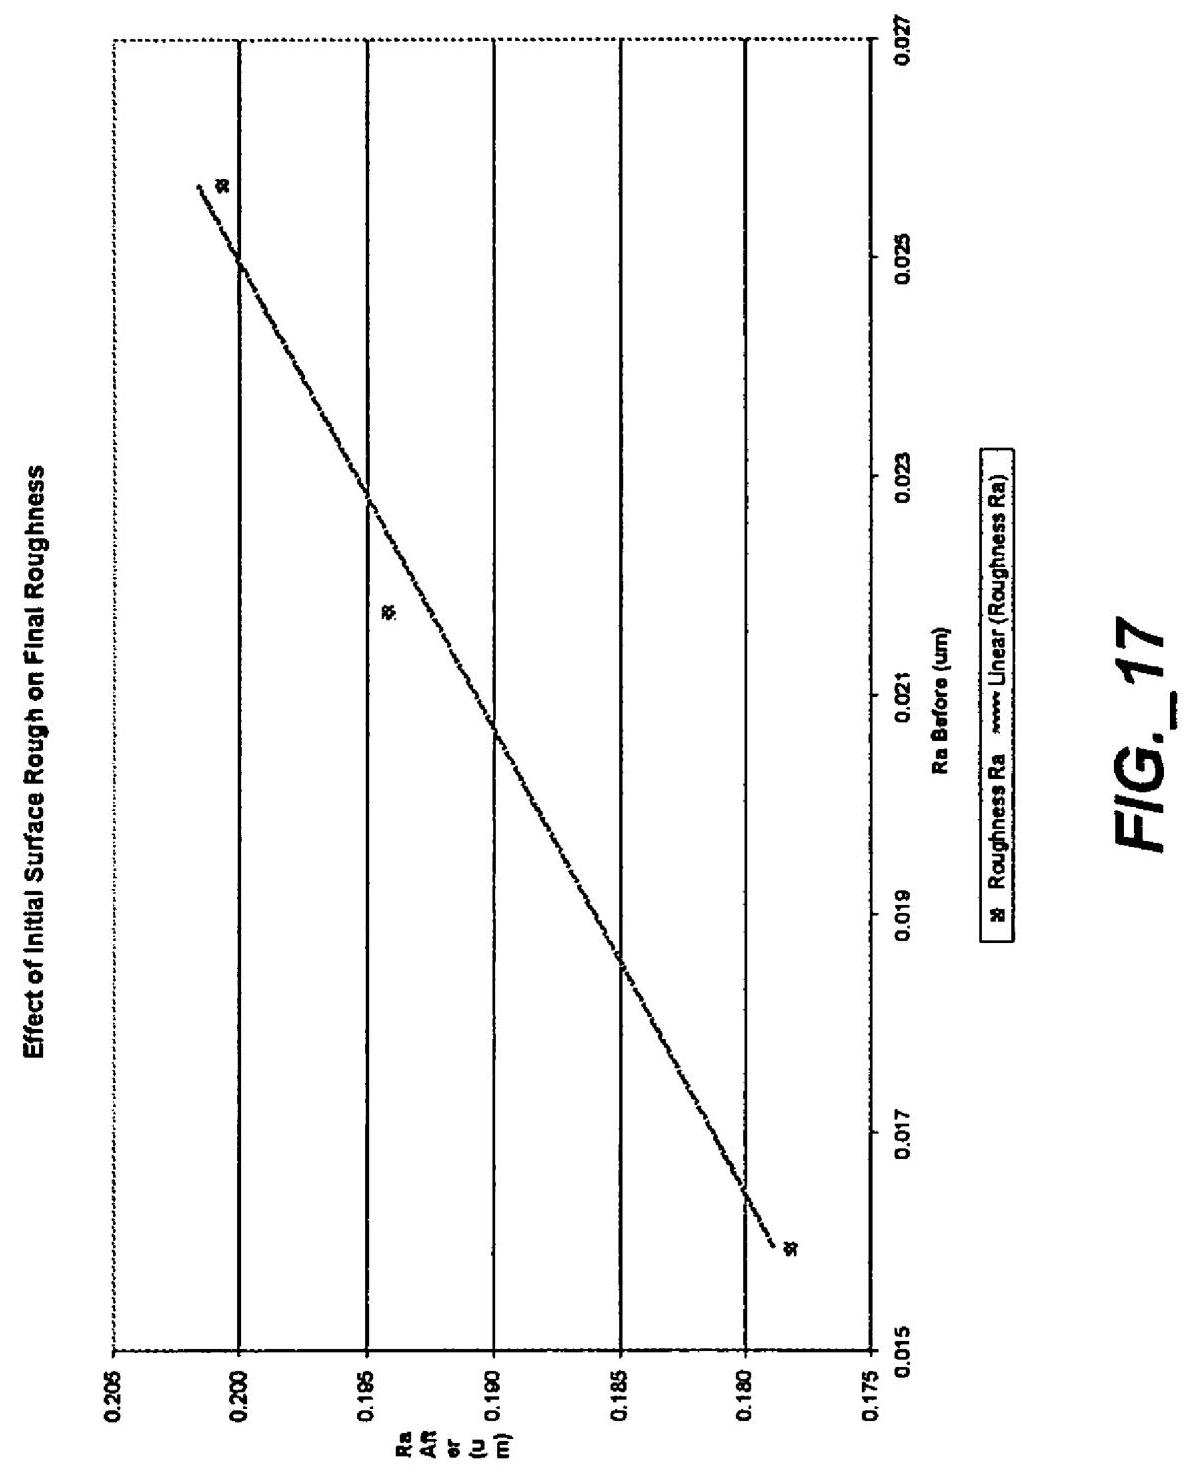 Effect of Initial Surface Rough on Final Roughness
0.205
0.200
0.195
0.190
0.185
0.180
0.175
Ra
Aft
er
(u
m)
0.015
0.017
0.019
0.021
0.023
0.025
0.027
Ra Before (um)
Roughness Ra
Linear (Roughness Ra)
FIG._17